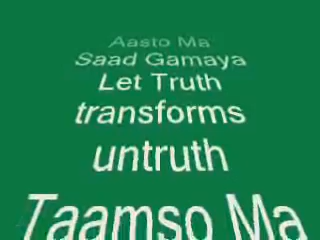 Aasto Ma
Saad Gamaya
Let Truth
transforms
untruth
Taamso Ma